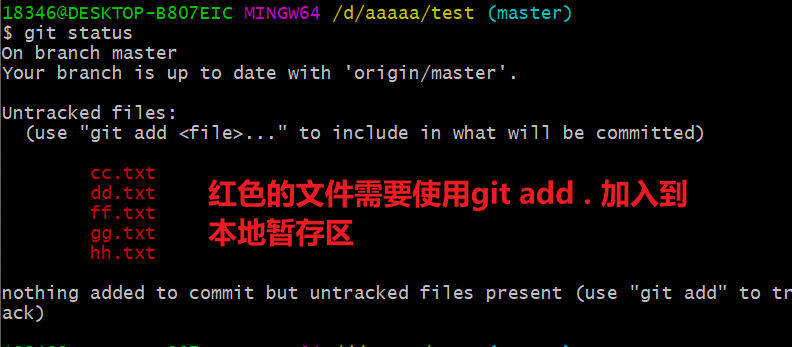 18346@DESKTOP-B807EIC MINGW64 /d/aaaaa/test (master)
$ git status
On branch master
Your branch is up to date with 'origin/master'.
Untracked files:
(use "git add <file>..." to include in what will be committed)
cc.txt
dd.txt
ff.txt
gg.txt
hh.txt
红色的文件需要使用git add . 加入到
本地暂存区
nothing added to commit but untracked files present (use "git add" to tr
ack)